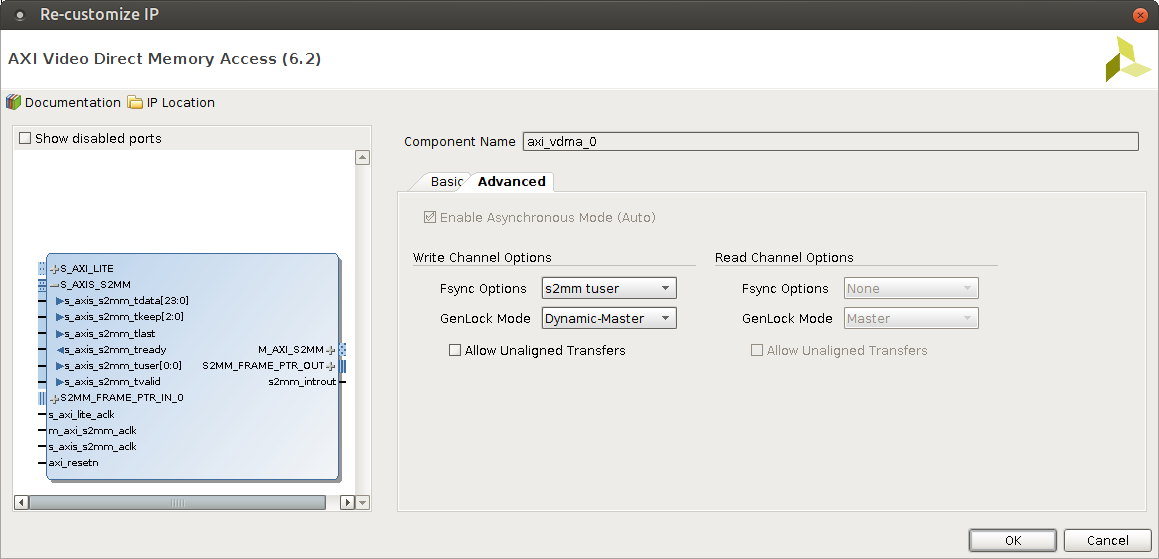 Re-customize IP
AXI Video Direct Memory Access (6.2)
Documentation IP Location
Show disabled ports
S_AXI_LITE
S_AXIS_S2MM
s_axis_s2mm_tdata[23:0]
s_axis_s2mm_tkeep[2:0]
s_axis_s2mm_tlast
s_axis_s2mm_tready
s_axis_s2mm_tuser[0:0]
s_axis_s2mm_tvalid
S2MM_FRAME_PTR_IN_0
s_axi_lite_aclk
m_axi_s2mm_aclk
s_axis_s2mm_aclk
axi_resetn
M_AXI_S2MM
S2MM_FRAME_PTR_OUT
s2mm_introut
Component Name axi_vdma_0
Basic Advanced
Enable Asynchronous Mode (Auto)
Write Channel Options
Fsync Options s2mm tuser
GenLock Mode Dynamic-Master
Allow Unaligned Transfers
Read Channel Options
Fsync Options None
GenLock Mode Master
Allow Unaligned Transfers
OK Cancel